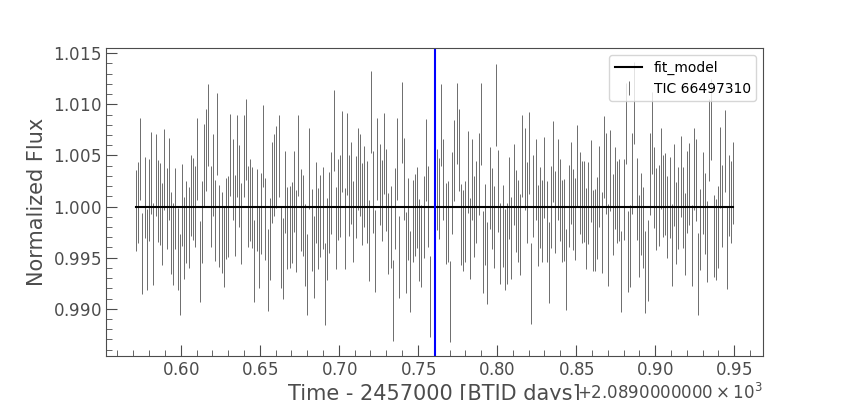 1.015
fit_model
TIC 66497310
1.010
1.005
1.000
0.995
0.990
Normalized Flux
0.60 0.65 0.70 0.75 0.80 0.85 0.90 0.95
Time - 2457000 [BTJD days]
+2.0890000000 × 10³